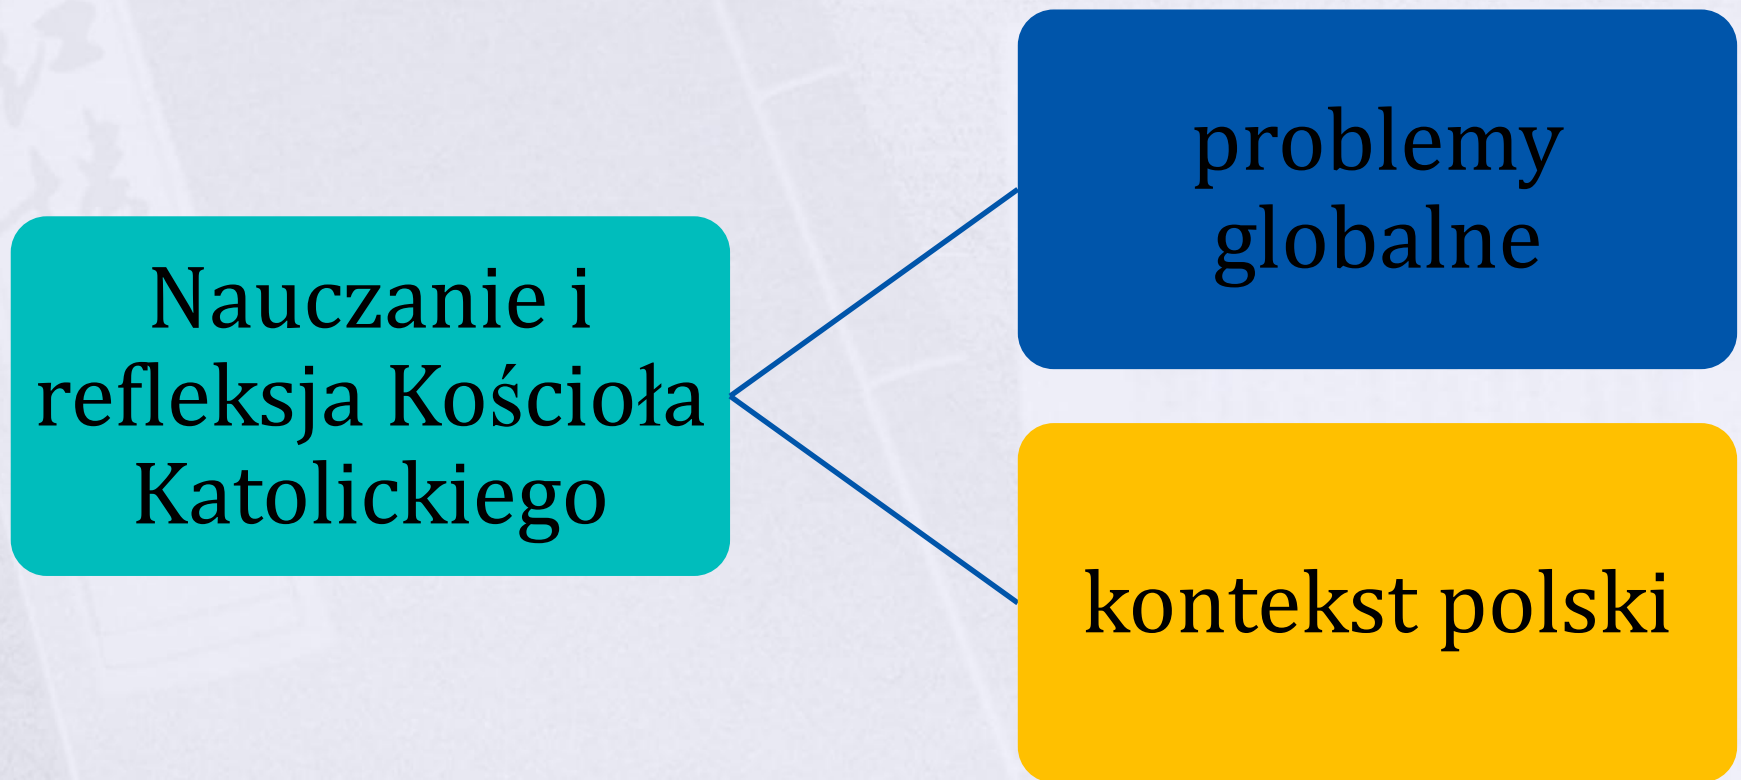 Nauczanie i
refleksja Kościoła
Katolickiego
problemy
globalne
kontekst polski